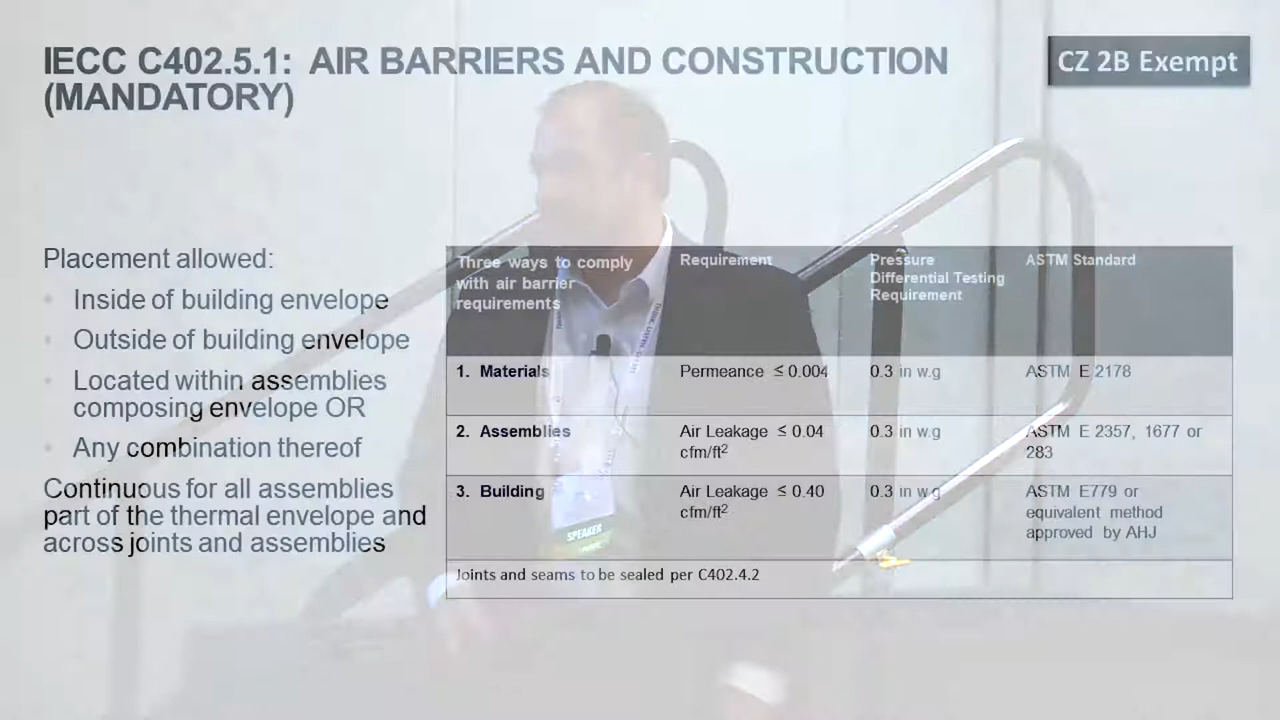 IECC C402.5.1: AIR BARRIERS AND CONSTRUCTION
(MANDATORY)
CZ 2B Exempt
Placement allowed:
• Inside of building envelope
• Outside of building envelope
• Located within assemblies
composing envelope OR
• Any combination thereof
Continuous for all assemblies
part of the thermal envelope and
across joints and assemblies
Three ways to comply
with air barrier
requirements
Requirement
Pressure
Differential Testing
Requirement
ASTM Standard
1. Materials
Permeance ≤ 0.004
0.3 in w.g
ASTM E 2178
2. Assemblies
Air Leakage ≤ 0.04
cfm/ft²
0.3 in w.g
ASTM E 2357, 1677 or
283
3. Building
Air Leakage ≤ 0.40
cfm/ft²
0.3 in w.g
ASTM E779 or
equivalent method
approved by AHJ
Joints and seams to be sealed per C402.4.2
SPEAKER